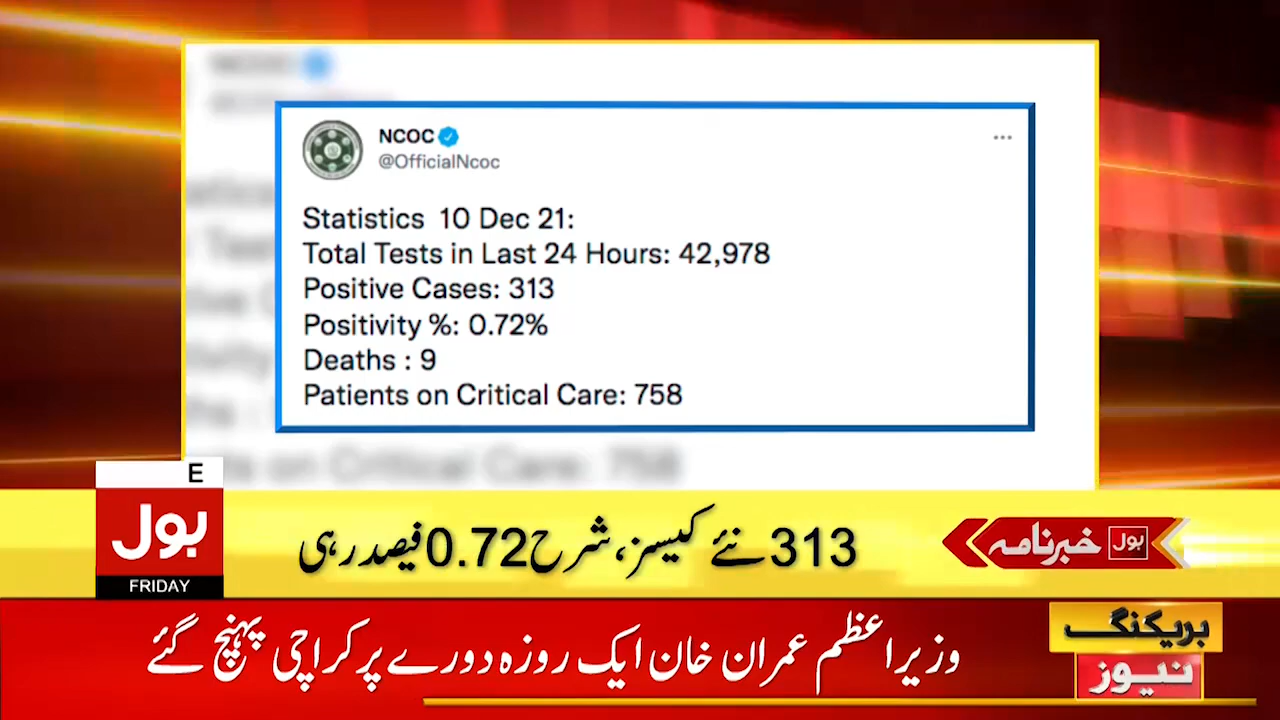 NCOC
@OfficialNcoc
Statistics 10 Dec 21:
Total Tests in Last 24 Hours: 42,978
Positive Cases: 313
Positivity %: 0.72%
Deaths : 9
Patients on Critical Care: 758
E
بول
FRIDAY
313 نئے کیسز، شرح 0.72 فیصد رہی
بول خبرنامہ
وزیراعظم عمران خان ایک روزہ دورے پر کراچی پہنچ گئے
بریکنگ
نیوز